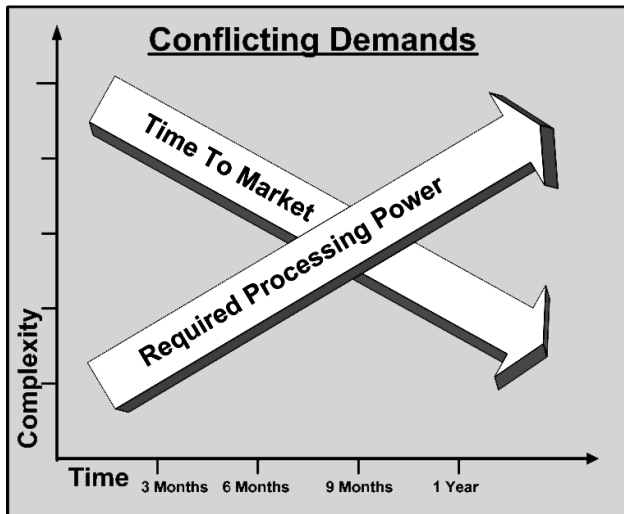 Conflicting Demands
Time To Market
Required Processing Power
Complexity
Time
3 Months 6 Months 9 Months 1 Year